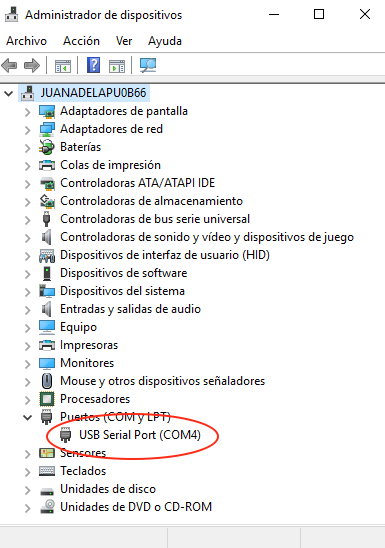 Administrador de dispositivos
Archivo Acción Ver Ayuda
JUANADELAPU0B66
Adaptadores de pantalla
Adaptadores de red
Baterías
Colas de impresión
Controladoras ATA/ATAPI IDE
Controladoras de almacenamiento
Controladoras de bus serie universal
Controladoras de sonido y vídeo y dispositivos de juego
Dispositivos de interfaz de usuario (HID)
Dispositivos de software
Dispositivos del sistema
Entradas y salidas de audio
Equipo
Impresoras
Monitores
Mouse y otros dispositivos señaladores
Procesadores
Puertos (COM y LPT)
USB Serial Port (COM4)
Sensores
Teclados
Unidades de disco
Unidades de DVD o CD-ROM